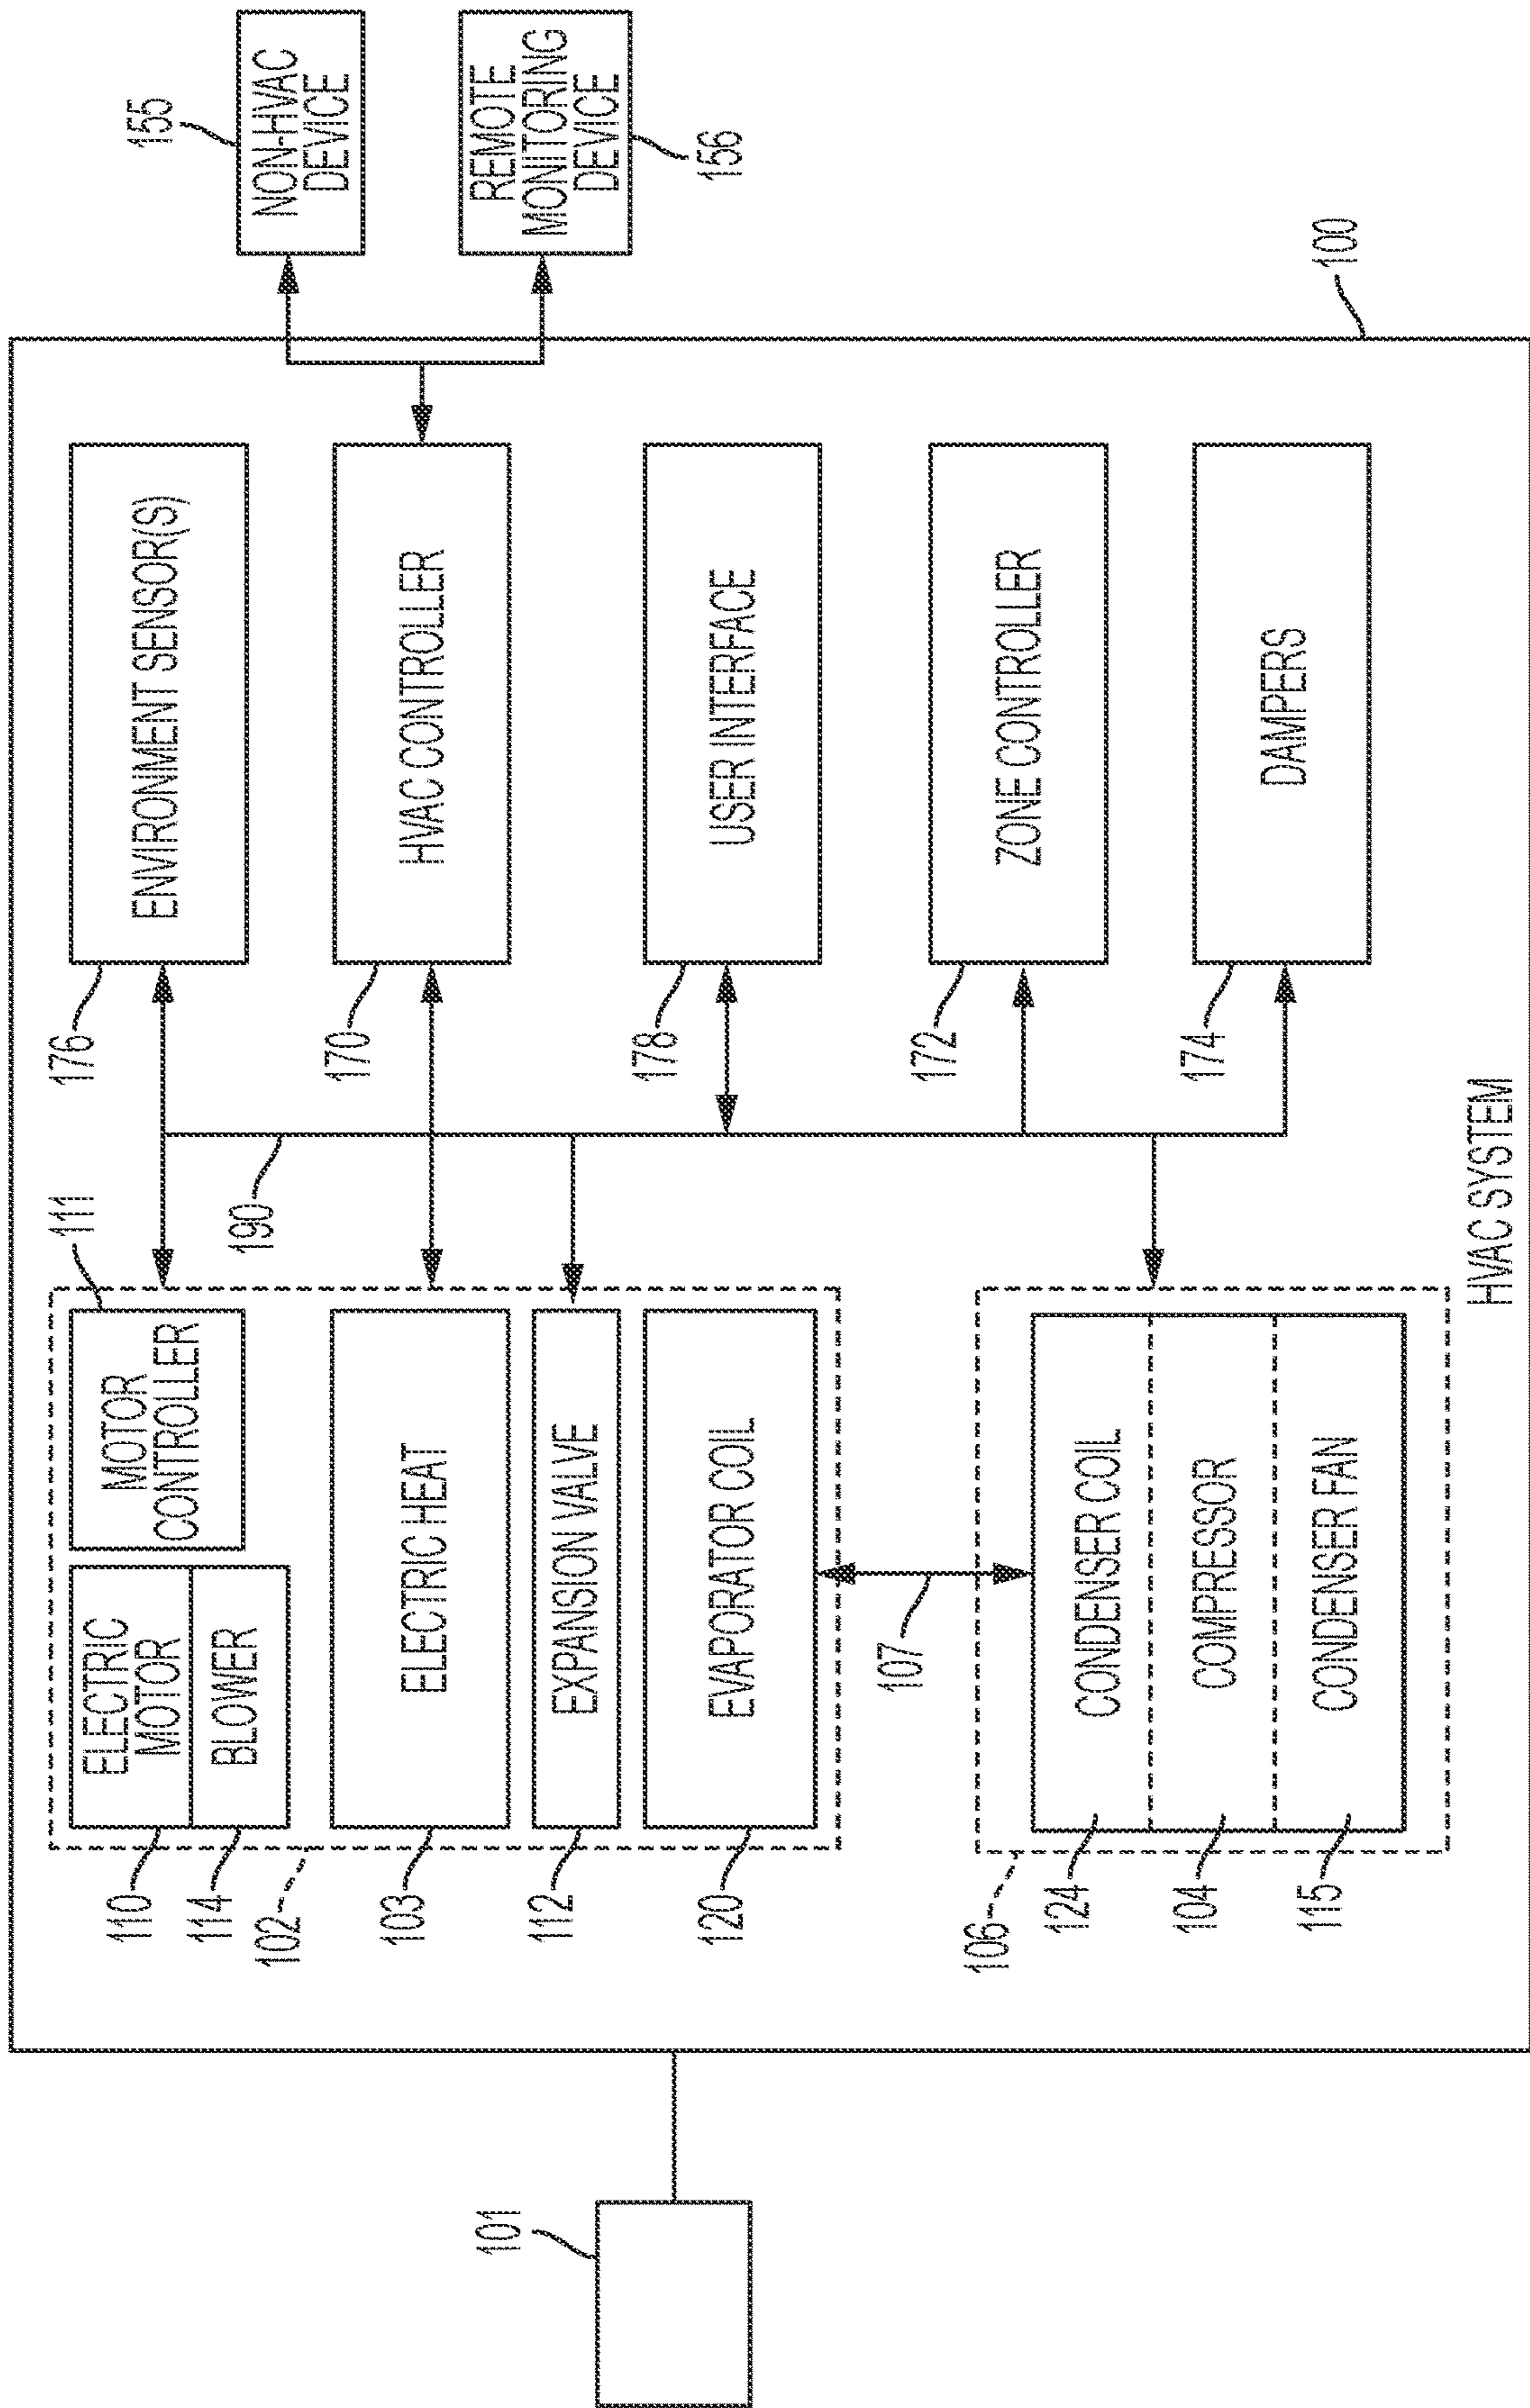 NON-HVAC
DEVICE
155
REMOTE
MONITORING
DEVICE
156
100
ENVIRONMENT SENSOR(S)
176
HVAC CONTROLLER
170
USER INTERFACE
178
ZONE CONTROLLER
172
DAMPERS
174
190
111
MOTOR
CONTROLLER
ELECTRIC
MOTOR
BLOWER
110
114
102
ELECTRIC HEAT
103
EXPANSION VALVE
112
EVAPORATOR COIL
120
107
CONDENSER COIL
COMPRESSOR
CONDENSER FAN
106
124
104
115
HVAC SYSTEM
101